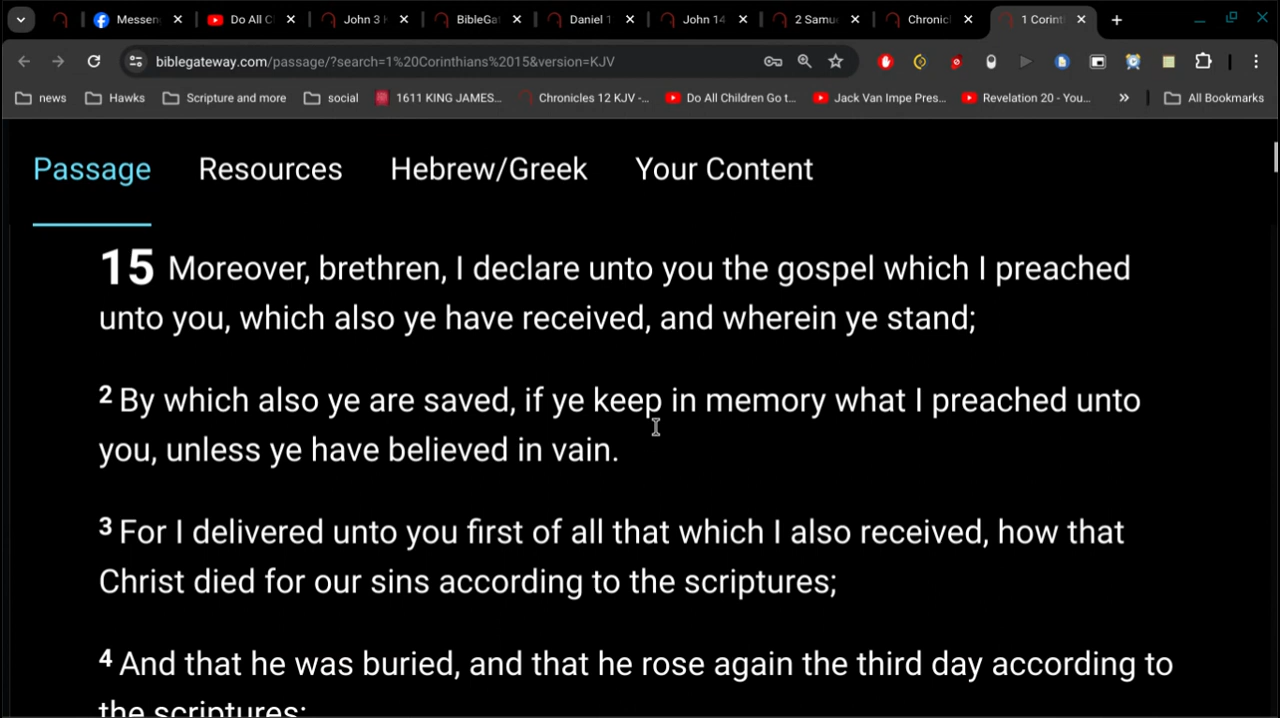 Messen
Do All C
John 3
BibleGa
Daniel 1
John 14
2 Samu
Chronicl
1 Corint
biblegateway.com/passage/?search=1%20Corinthians%2015&version=KJV
news Hawks Scripture and more social 1611 KING JAMES... Chronicles 12 KJV -... Do All Children Go t... Jack Van Impe Pres... Revelation 20 - You... » All Bookmarks
Passage Resources Hebrew/Greek Your Content
15 Moreover, brethren, I declare unto you the gospel which I preached
unto you, which also ye have received, and wherein ye stand;
2 By which also ye are saved, if ye keep in memory what I preached unto
you, unless ye have believed in vain.
3 For I delivered unto you first of all that which I also received, how that
Christ died for our sins according to the scriptures;
4 And that he was buried, and that he rose again the third day according to
the scriptures: